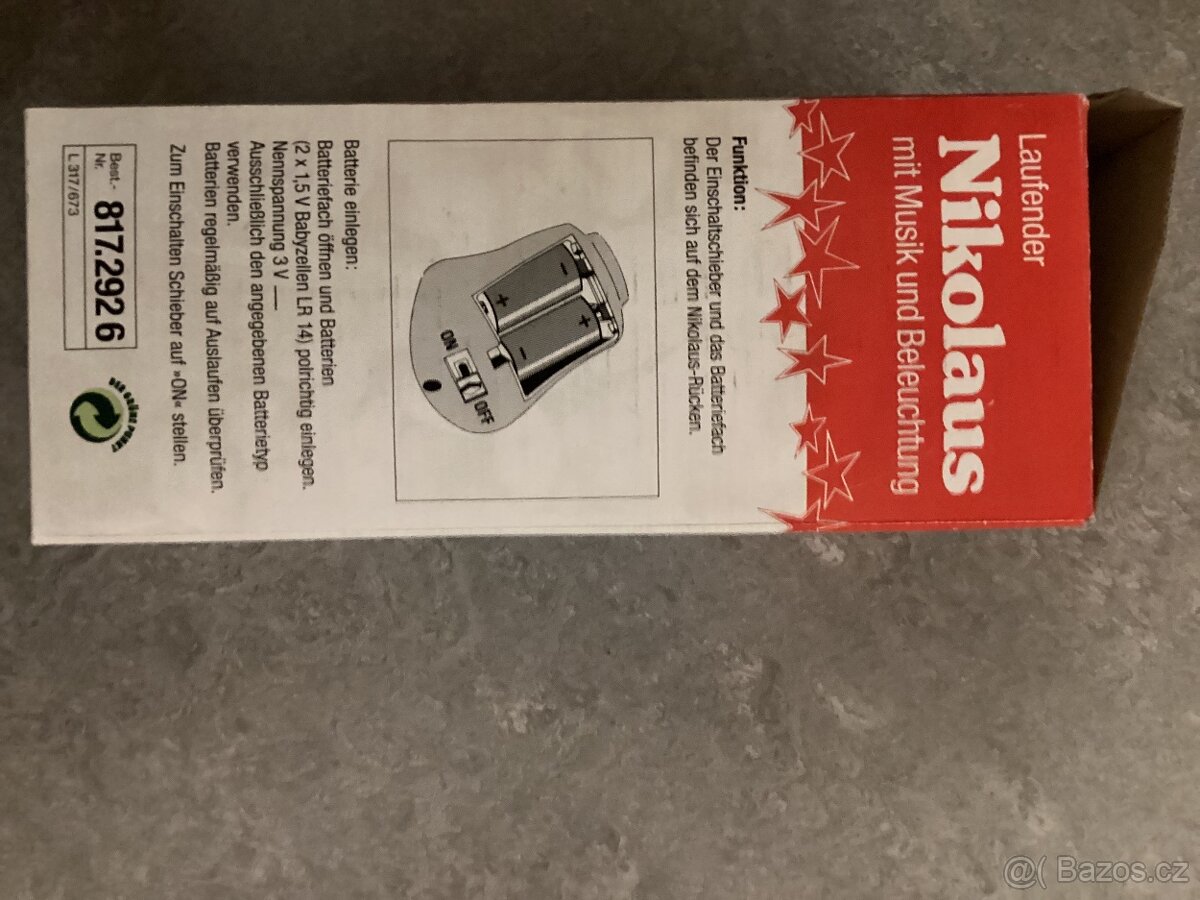 Laufender
Nikolaus
mit Musik und Beleuchtung
Funktion:
Der Einschaltschieber und das Batteriefach
befinden sich auf dem Nikolaus-Rücken.
ON
OFF
+
-
+
-
Batterie einlegen:
Batteriefach öffnen und Batterien
(2 x 1,5 V Babyzellen LR 14) polrichtig einlegen.
Nennspannung 3 V
Ausschließlich den angegebenen Batterietyp
verwenden.
Batterien regelmäßig auf Auslaufen überprüfen.
Zum Einschalten Schieber auf »ON« stellen.
Best.-
Nr.
817.292 6
L 317/673
DER GRÜNE PUNKT
@( Bazos.cz